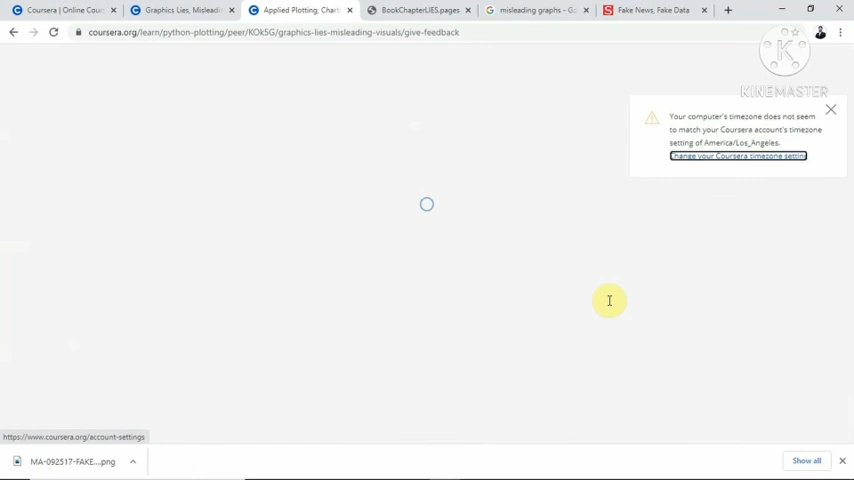 Coursera | Online Cour
Graphics Lies, Misleadi
Applied Plotting, Charti
BookChapterLIES.pages
misleading graphs - Go
Fake News, Fake Data
coursera.org/learn/python-plotting/peer/KOk5G/graphics-lies-misleading-visuals/give-feedback
KINEMASTER
Your computer's timezone does not seem
to match your Coursera account's timezone
setting of America/Los_Angeles.
Change your Coursera timezone setting
https://www.coursera.org/account-settings
MA-092517-FAKE....png
Show all